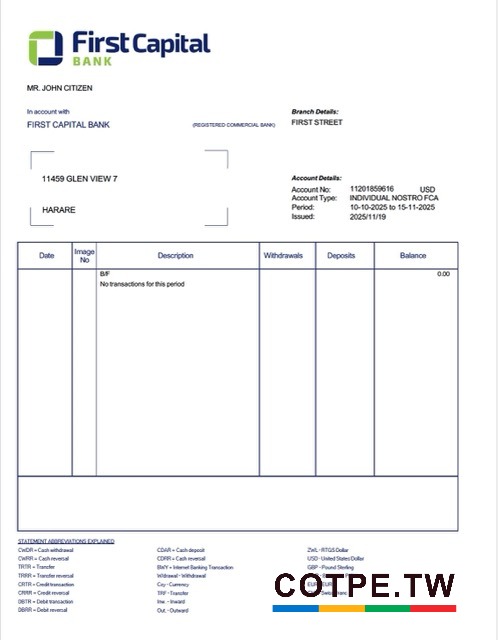 First Capital
BANK
MR. JOHN CITIZEN
In account with
Branch Details:
FIRST CAPITAL BANK (REGISTERED COMMERCIAL BANK) FIRST STREET
11459 GLEN VIEW 7
HARARE
Account Details:
Account No: 11201859616 USD
Account Type: INDIVIDUAL NOSTRO FCA
Period: 10-10-2025 to 15-11-2025
Issued: 2025/11/19
Date Image No Description Withdrawals Deposits Balance
B/F 0.00
No transactions for this period
STATEMENT ABBREVIATIONS EXPLAINED
CWDR = Cash withdrawal CDAR = Cash deposit ZWL - RTGS Dollar
CWRR = Cash reversal CDRR = Cash reversal USD - United States Dollar
TRTR = Transfer Internet Banking Transaction GBP - Pound Sterling
TRRR = Transfer reversal Withdrawal - Withdrawal
CRTR = Credit transaction Ccy - Currency
CRRR = Credit reversal TRF - Transfer
DBTR = Debit transaction Inw. - Inward
DBRR = Debit reversal Out. - Outward
COTPE.TW